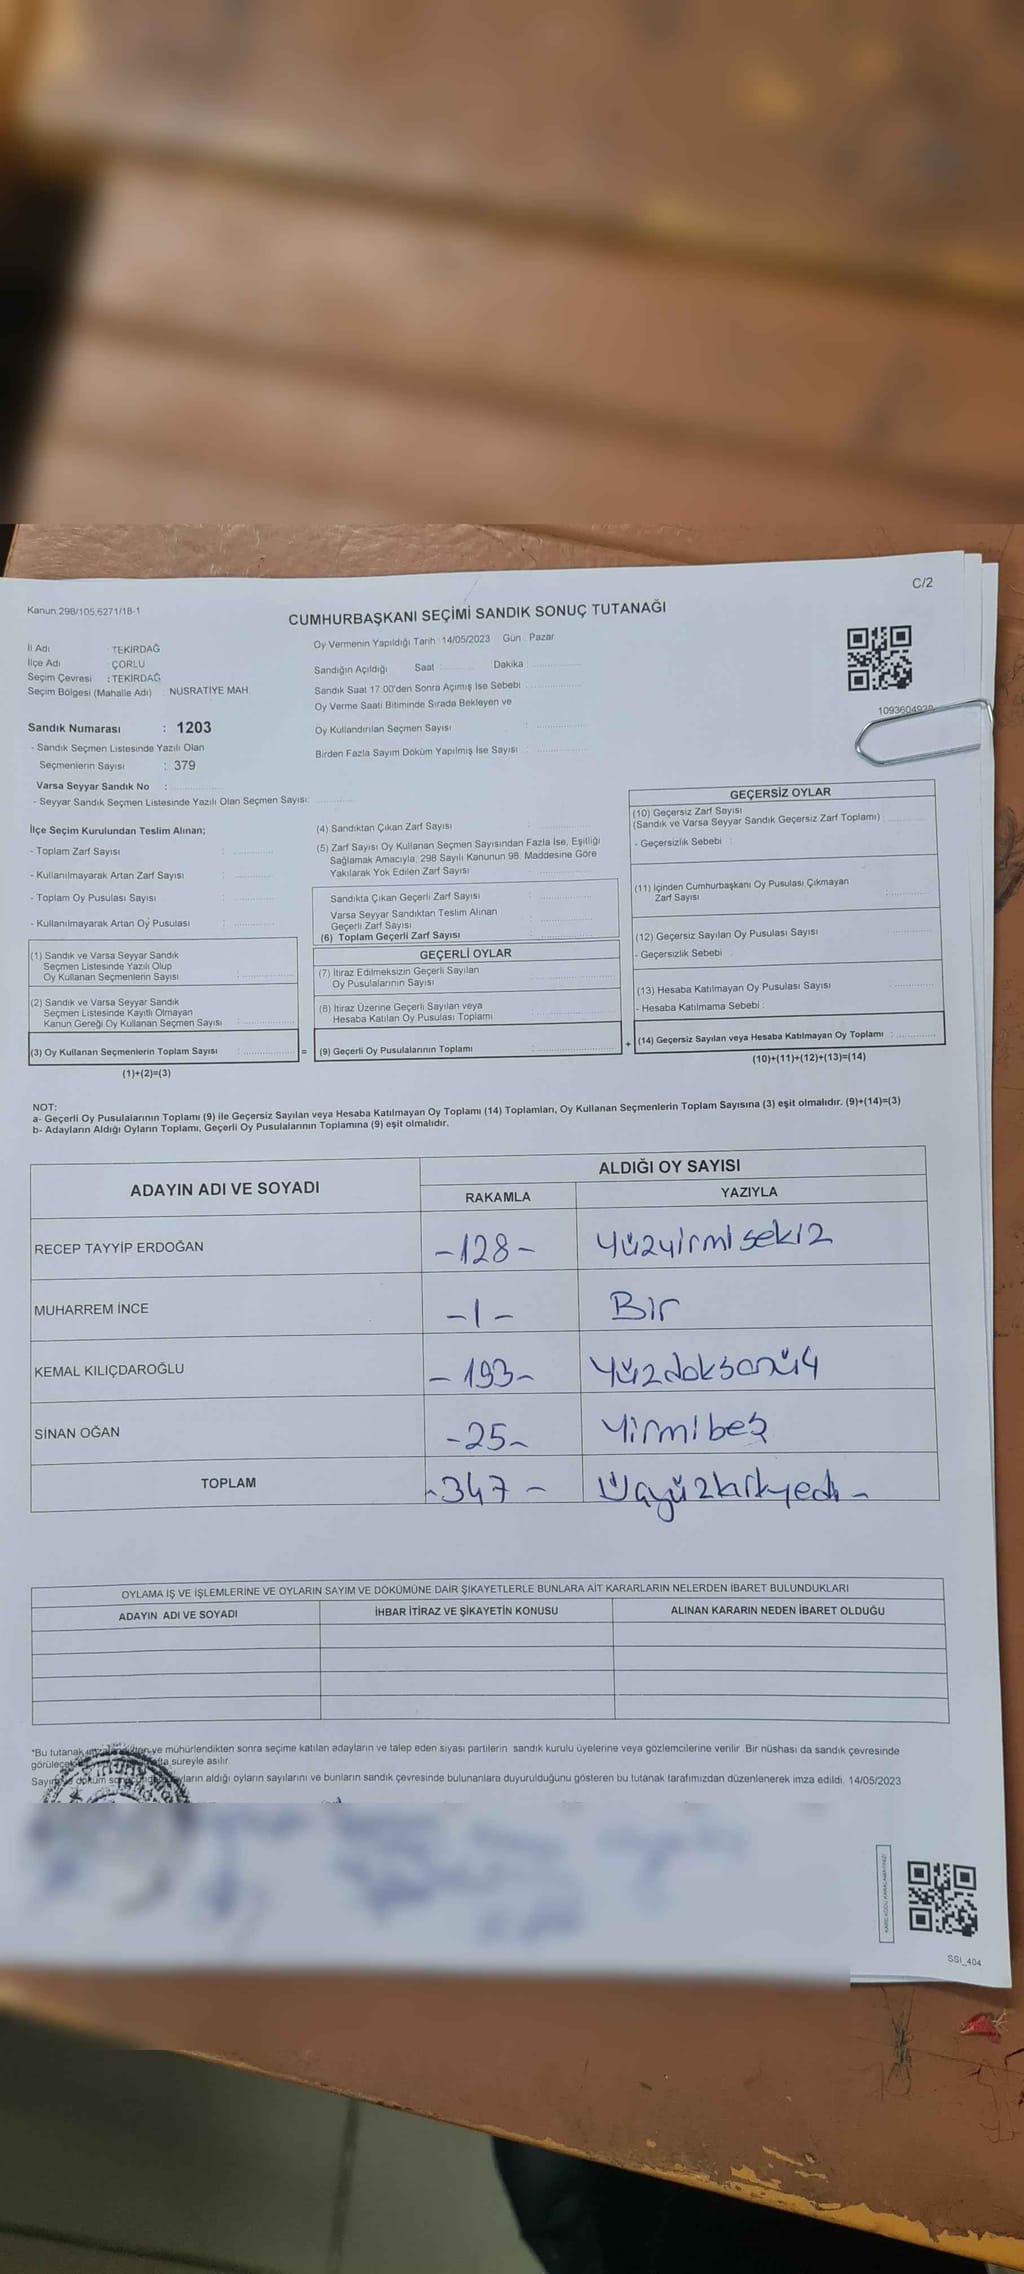 C/2
Kanun:298/105,6271/18-1
CUMHURBAŞKANI SEÇİMİ SANDIK SONUÇ TUTANAĞI
İl Adı : TEKİRDAĞ
İlçe Adı : ÇORLU
Seçim Çevresi : TEKİRDAĞ
Seçim Bölgesi (Mahalle Adı) : NUSRATİYE MAH.
Sandık Numarası : 1203
- Sandık Seçmen Listesinde Yazılı Olan
Seçmenlerin Sayısı : 379
Varsa Seyyar Sandık No :
- Seyyar Sandık Seçmen Listesinde Yazılı Olan Seçmen Sayısı:
Oy Vermenin Yapıldığı Tarih : 14/05/2023 Gün : Pazar
Sandığın Açıldığı Saat : Dakika :
Sandık Saat 17.00'den Sonra Açımış İse Sebebi :
Oy Verme Saati Bitiminde Sırada Bekleyen ve
Oy Kullandırılan Seçmen Sayısı :
Birden Fazla Sayım Döküm Yapılmış İse Sayısı :
İlçe Seçim Kurulundan Teslim Alınan;
- Toplam Zarf Sayısı :
- Kullanılmayarak Artan Zarf Sayısı :
- Toplam Oy Pusulası Sayısı :
- Kullanılmayarak Artan Oy Pusulası :
(1) Sandık ve Varsa Seyyar Sandık
Seçmen Listesinde Yazılı Olup
Oy Kullanan Seçmenlerin Sayısı :
(2) Sandık ve Varsa Seyyar Sandık
Seçmen Listesinde Kayıtlı Olmayan
Kanun Gereği Oy Kullanan Seçmen Sayısı :
(3) Oy Kullanan Seçmenlerin Toplam Sayısı :
(1)+(2)=(3)
(4) Sandıktan Çıkan Zarf Sayısı :
(5) Zarf Sayısı Oy Kullanan Seçmen Sayısından Fazla İse, Eşitliği
Sağlamak Amacıyla; 298 Sayılı Kanunun 98. Maddesine Göre
Yakılarak Yok Edilen Zarf Sayısı :
Sandıkta Çıkan Geçerli Zarf Sayısı :
Varsa Seyyar Sandıktan Teslim Alınan
Geçerli Zarf Sayısı :
(6) Toplam Geçerli Zarf Sayısı :
GEÇERLİ OYLAR
(7) İtiraz Edilmeksizin Geçerli Sayılan
Oy Pusulalarının Sayısı :
(8) İtiraz Üzerine Geçerli Sayılan veya
Hesaba Katılan Oy Pusulası Toplamı :
= (9) Geçerli Oy Pusulalarının Toplamı :
GEÇERSİZ OYLAR
(10) Geçersiz Zarf Sayısı
(Sandık ve Varsa Seyyar Sandık Geçersiz Zarf Toplamı) :
- Geçersizlik Sebebi :
(11) İçinden Cumhurbaşkanı Oy Pusulası Çıkmayan
Zarf Sayısı :
(12) Geçersiz Sayılan Oy Pusulası Sayısı :
- Geçersizlik Sebebi :
(13) Hesaba Katılmayan Oy Pusulası Sayısı :
- Hesaba Katılmama Sebebi :
+ (14) Geçersiz Sayılan veya Hesaba Katılmayan Oy Toplamı :
(10)+(11)+(12)+(13)=(14)
NOT:
a- Geçerli Oy Pusulalarının Toplamı (9) ile Geçersiz Sayılan veya Hesaba Katılmayan Oy Toplamı (14) Toplamları, Oy Kullanan Seçmenlerin Toplam Sayısına (3) eşit olmalıdır. (9)+(14)=(3)
b- Adayların Aldığı Oyların Toplamı, Geçerli Oy Pusulalarının Toplamına (9) eşit olmalıdır.
ADAYIN ADI VE SOYADI ALDIĞI OY SAYISI
RAKAMLA YAZIYLA
RECEP TAYYİP ERDOĞAN -128- Yüzyirmisekiz
MUHARREM İNCE -1- Bir
KEMAL KILIÇDAROĞLU -193- Yüzdoksanüç
SİNAN OĞAN -25- Yirmibeş
TOPLAM -347- Üçyüzkırkyedi -
OYLAMA İŞ VE İŞLEMLERİNE VE OYLARIN SAYIM VE DÖKÜMÜNE DAİR ŞİKAYETLERLE BUNLARA AİT KARARLARIN NELERDEN İBARET BULUNDUKLARI
ADAYIN ADI VE SOYADI İHBAR İTİRAZ VE ŞİKAYETİN KONUSU ALINAN KARARIN NEDEN İBARET OLDUĞU
*Bu tutanak ve mühürlendikten sonra seçime katılan adayların ve talep eden siyası partilerin sandık kurulu üyelerine veya gözlemcilerine verilir. Bir nüshası da sandık çevresinde
süreyle asılır.
Sayım ve döküm aldığı oyların sayılarını ve bunların sandık çevresinde bulunanlara duyurulduğunu gösteren bu tutanak tarafımızdan düzenlenerek imza edildi. 14/05/2023
SSI_404